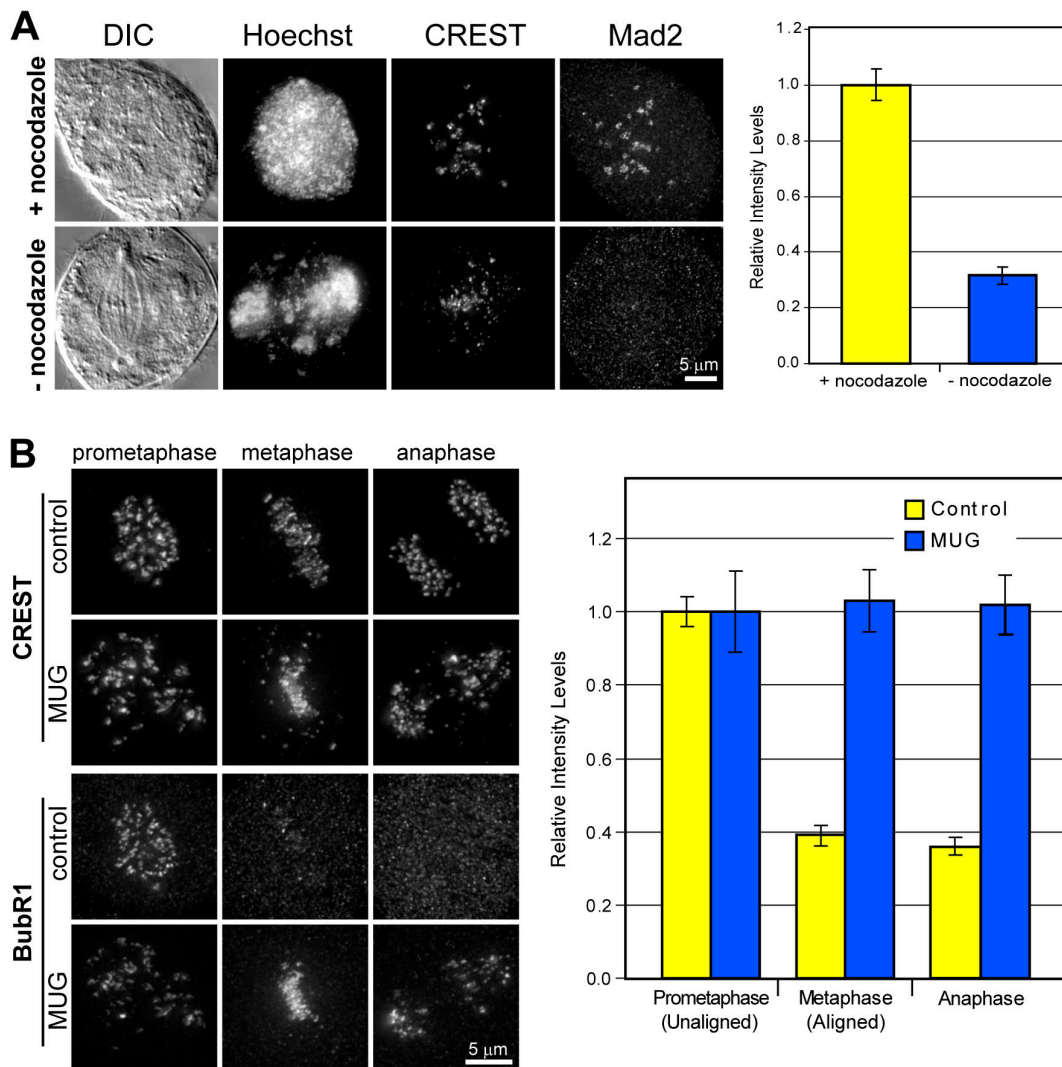 A
DIC
Hoechst
CREST
Mad2
+ nocodazole
- nocodazole
5 μm
Relative Intensity Levels
1.2
1.0
0.8
0.6
0.4
0.2
0.0
+ nocodazole
- nocodazole
B
prometaphase
metaphase
anaphase
CREST
control
MUG
BubR1
control
MUG
5 μm
Relative Intensity Levels
Control
MUG
1.2
1.0
0.8
0.6
0.4
0.2
0.0
Prometaphase
(Unaligned)
Metaphase
(Aligned)
Anaphase